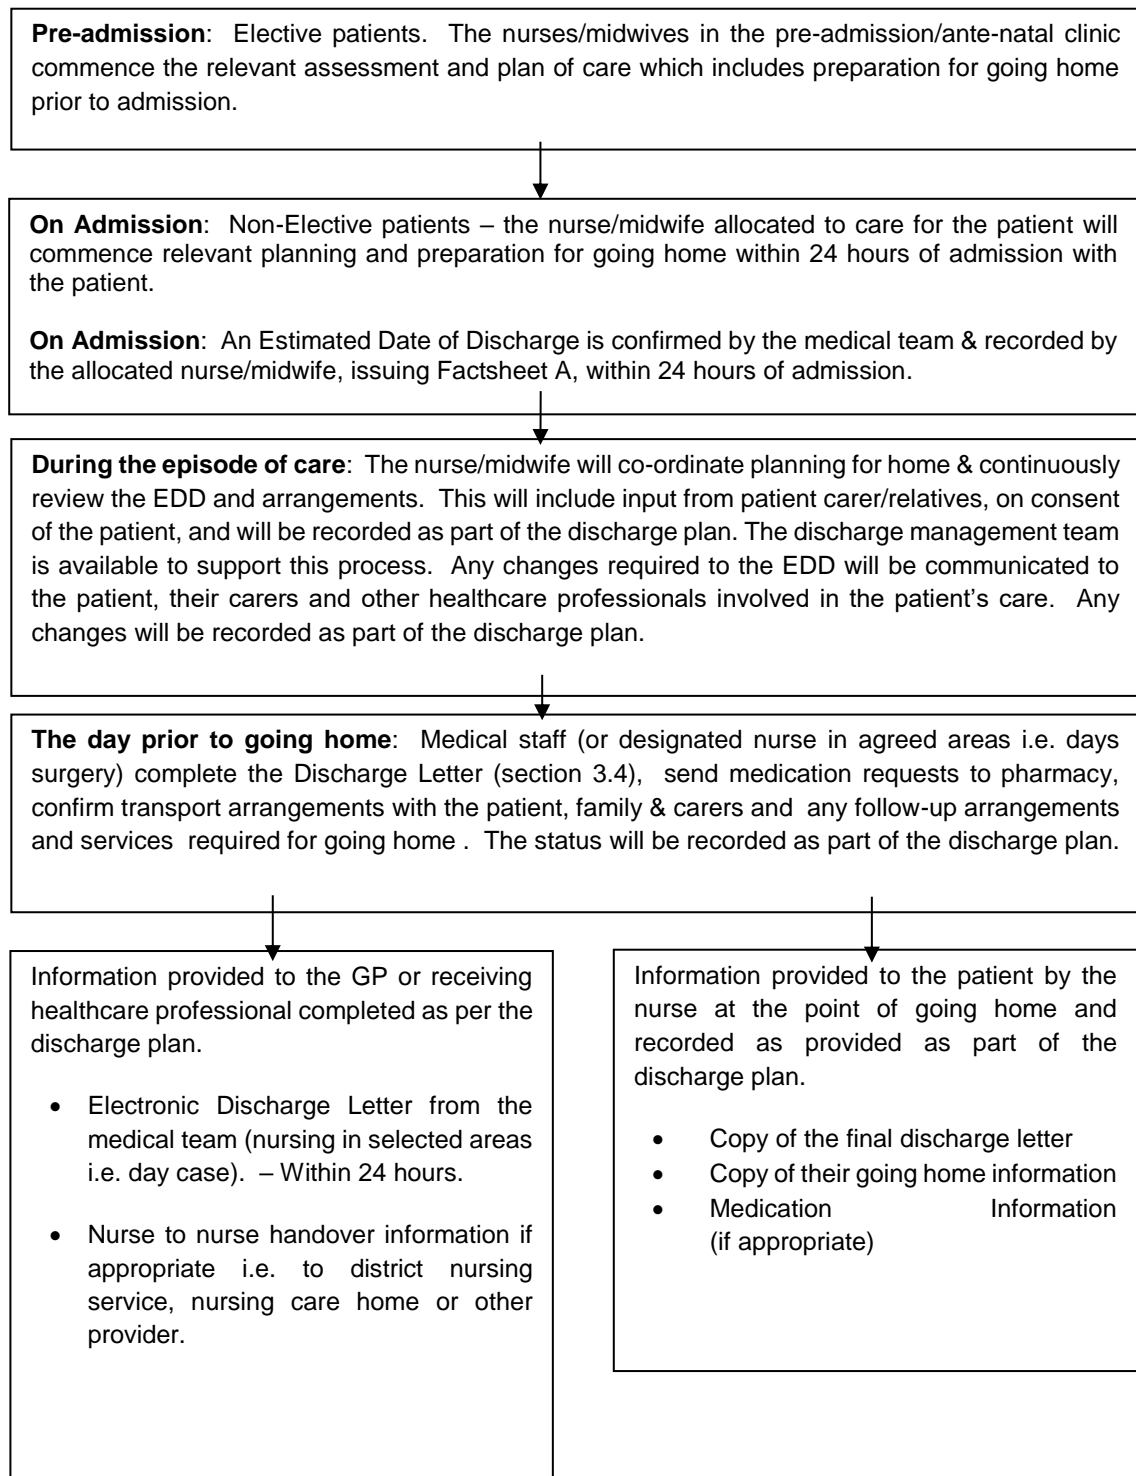 Pre-admission: Elective patients. The nurses/midwives in the pre-admission/ante-natal clinic
commence the relevant assessment and plan of care which includes preparation for going home
prior to admission.
On Admission: Non-Elective patients – the nurse/midwife allocated to care for the patient will
commence relevant planning and preparation for going home within 24 hours of admission with
the patient.
On Admission: An Estimated Date of Discharge is confirmed by the medical team & recorded by
the allocated nurse/midwife, issuing Factsheet A, within 24 hours of admission.
During the episode of care: The nurse/midwife will co-ordinate planning for home & continuously
review the EDD and arrangements. This will include input from patient carer/relatives, on consent
of the patient, and will be recorded as part of the discharge plan. The discharge management team
is available to support this process. Any changes required to the EDD will be communicated to
the patient, their carers and other healthcare professionals involved in the patient's care. Any
changes will be recorded as part of the discharge plan.
The day prior to going home: Medical staff (or designated nurse in agreed areas i.e. days
surgery) complete the Discharge Letter (section 3.4), send medication requests to pharmacy,
confirm transport arrangements with the patient, family & carers and any follow-up arrangements
and services required for going home . The status will be recorded as part of the discharge plan.
Information provided to the GP or receiving
healthcare professional completed as per the
discharge plan.
• Electronic Discharge Letter from the
medical team (nursing in selected areas
i.e. day case). – Within 24 hours.
• Nurse to nurse handover information if
appropriate i.e. to district nursing
service, nursing care home or other
provider.
Information provided to the patient by the
nurse at the point of going home and
recorded as provided as part of the
discharge plan.
• Copy of the final discharge letter
• Copy of their going home information
• Medication Information
(if appropriate)